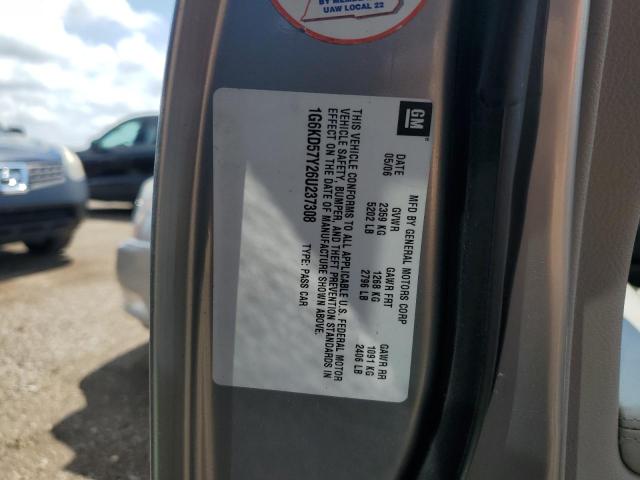 BY MEMBERS
UAW LOCAL 22
GM
MFD BY GENERAL MOTORS CORP
DATE GVWR GAWR FRT GAWR RR
05/06 2359 KG 1268 KG 1091 KG
5202 LB 2796 LB 2406 LB
THIS VEHICLE CONFORMS TO ALL APPLICABLE U.S. FEDERAL MOTOR
VEHICLE SAFETY, BUMPER, AND THEFT PREVENTION STANDARDS IN
EFFECT ON THE DATE OF MANUFACTURE SHOWN ABOVE.
1G6KD57Y26U237308 TYPE: PASS CAR